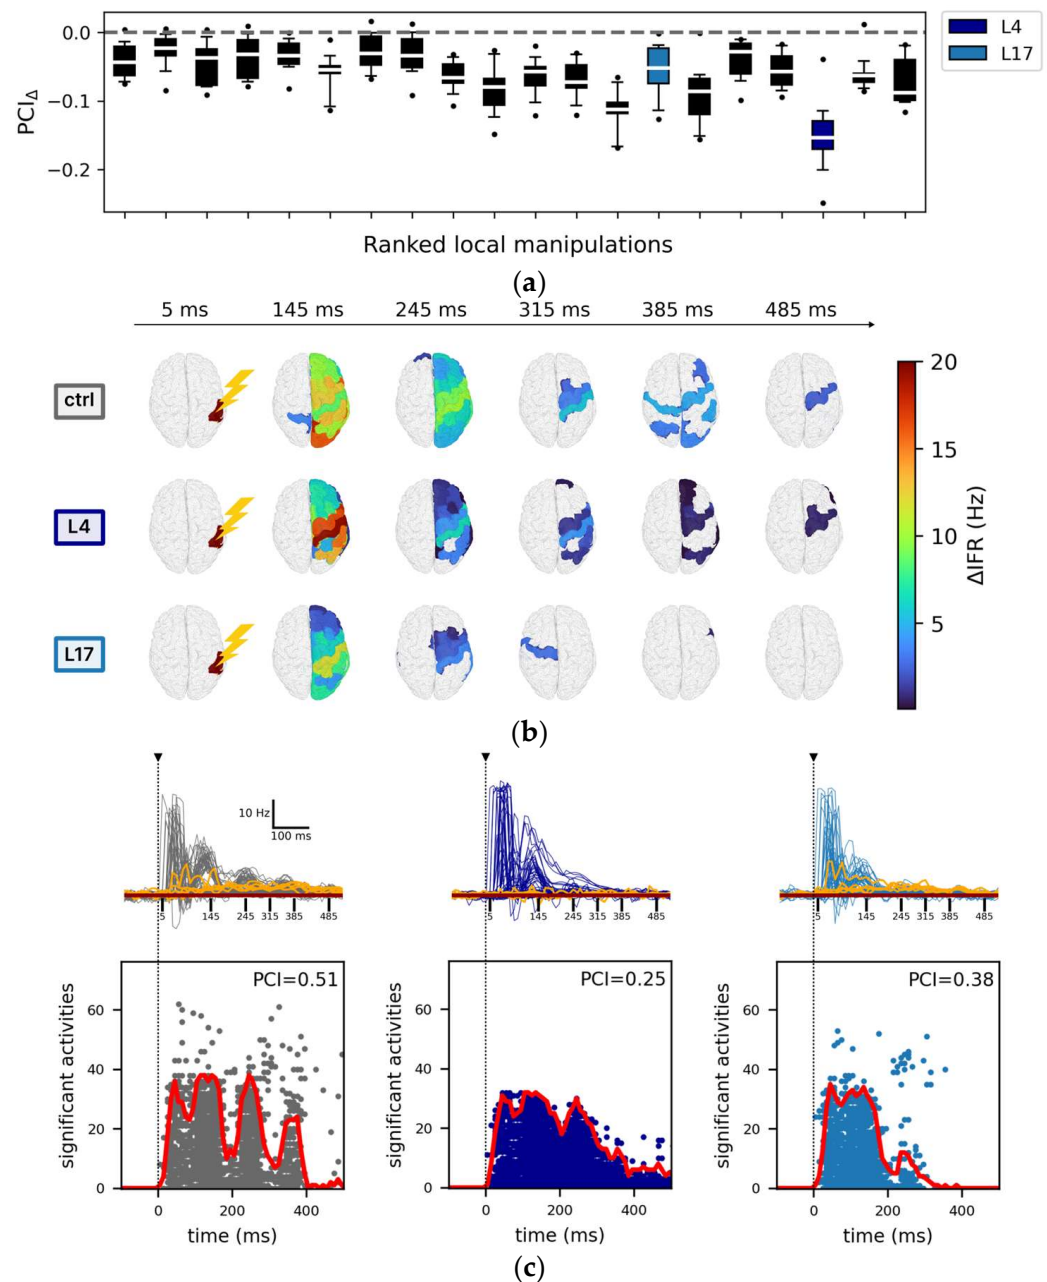 0.0
−0.1
−0.2
PCIΔ
L4
L17
Ranked local manipulations
(a)
5 ms 145 ms 245 ms 315 ms 385 ms 485 ms
ctrl
L4
L17
20
15
10
5
ΔIFR (Hz)
(b)
10 Hz
100 ms
5 145 245 315 385 485
5 145 245 315 385 485
5 145 245 315 385 485
PCI=0.51
significant activities
60
40
20
0
0 200 400
time (ms)
PCI=0.25
significant activities
60
40
20
0
0 200 400
time (ms)
PCI=0.38
significant activities
60
40
20
0
0 200 400
time (ms)
(c)